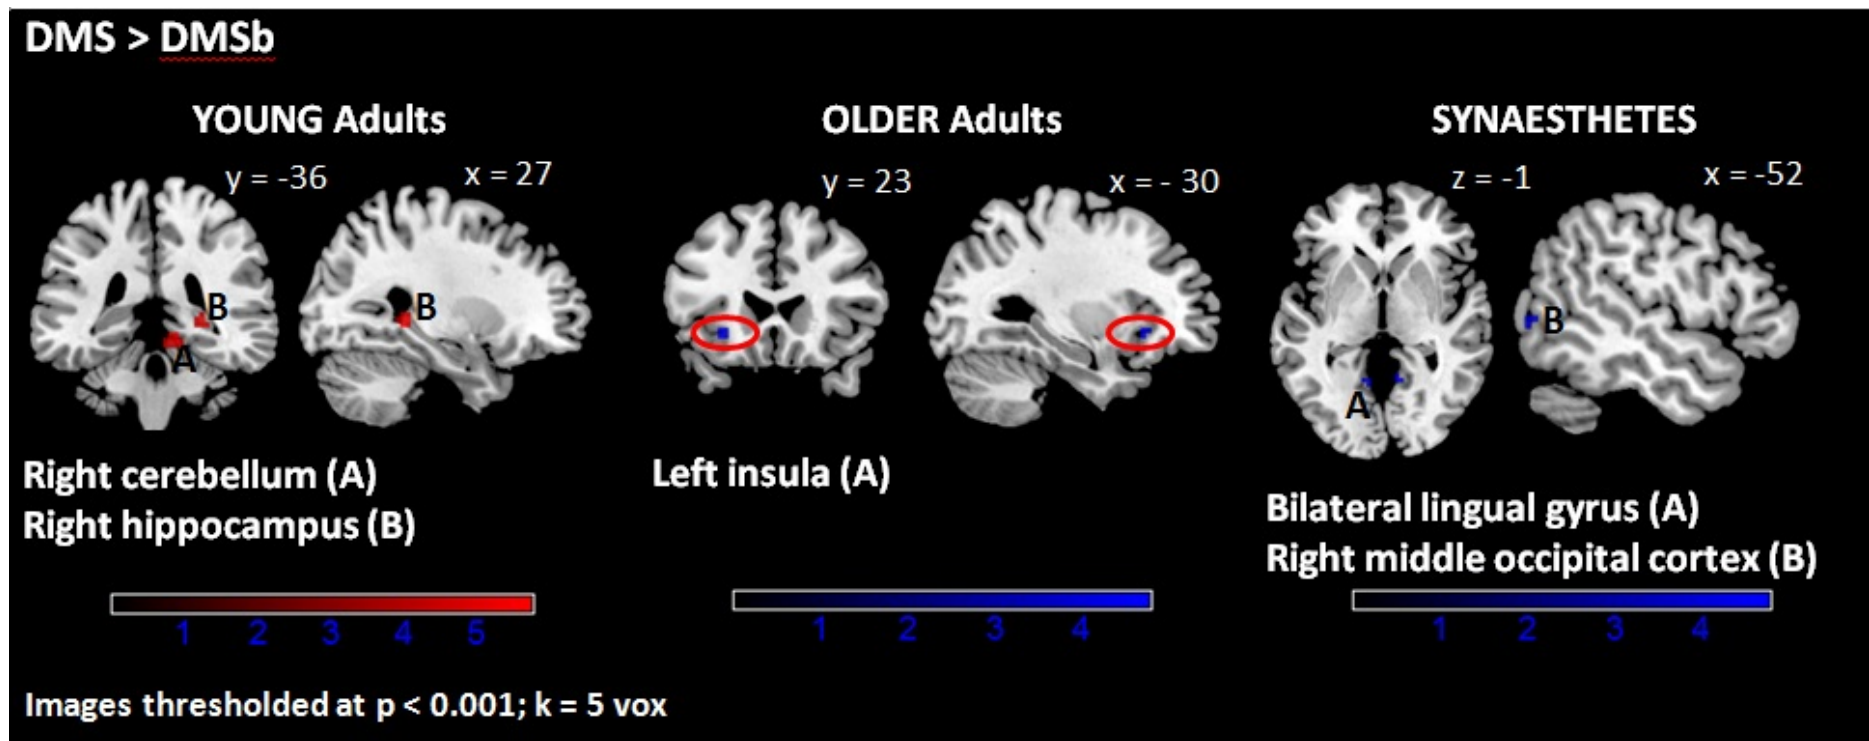 DMS > DMSb
YOUNG Adults
y = -36
x = 27
B
A
B
Right cerebellum (A)
Right hippocampus (B)
1 2 3 4 5
OLDER Adults
y = 23
x = - 30
Left insula (A)
1 2 3 4
SYNAESTHETES
z = -1
x = -52
A
B
Bilateral lingual gyrus (A)
Right middle occipital cortex (B)
1 2 3 4
Images thresholded at p < 0.001; k = 5 vox